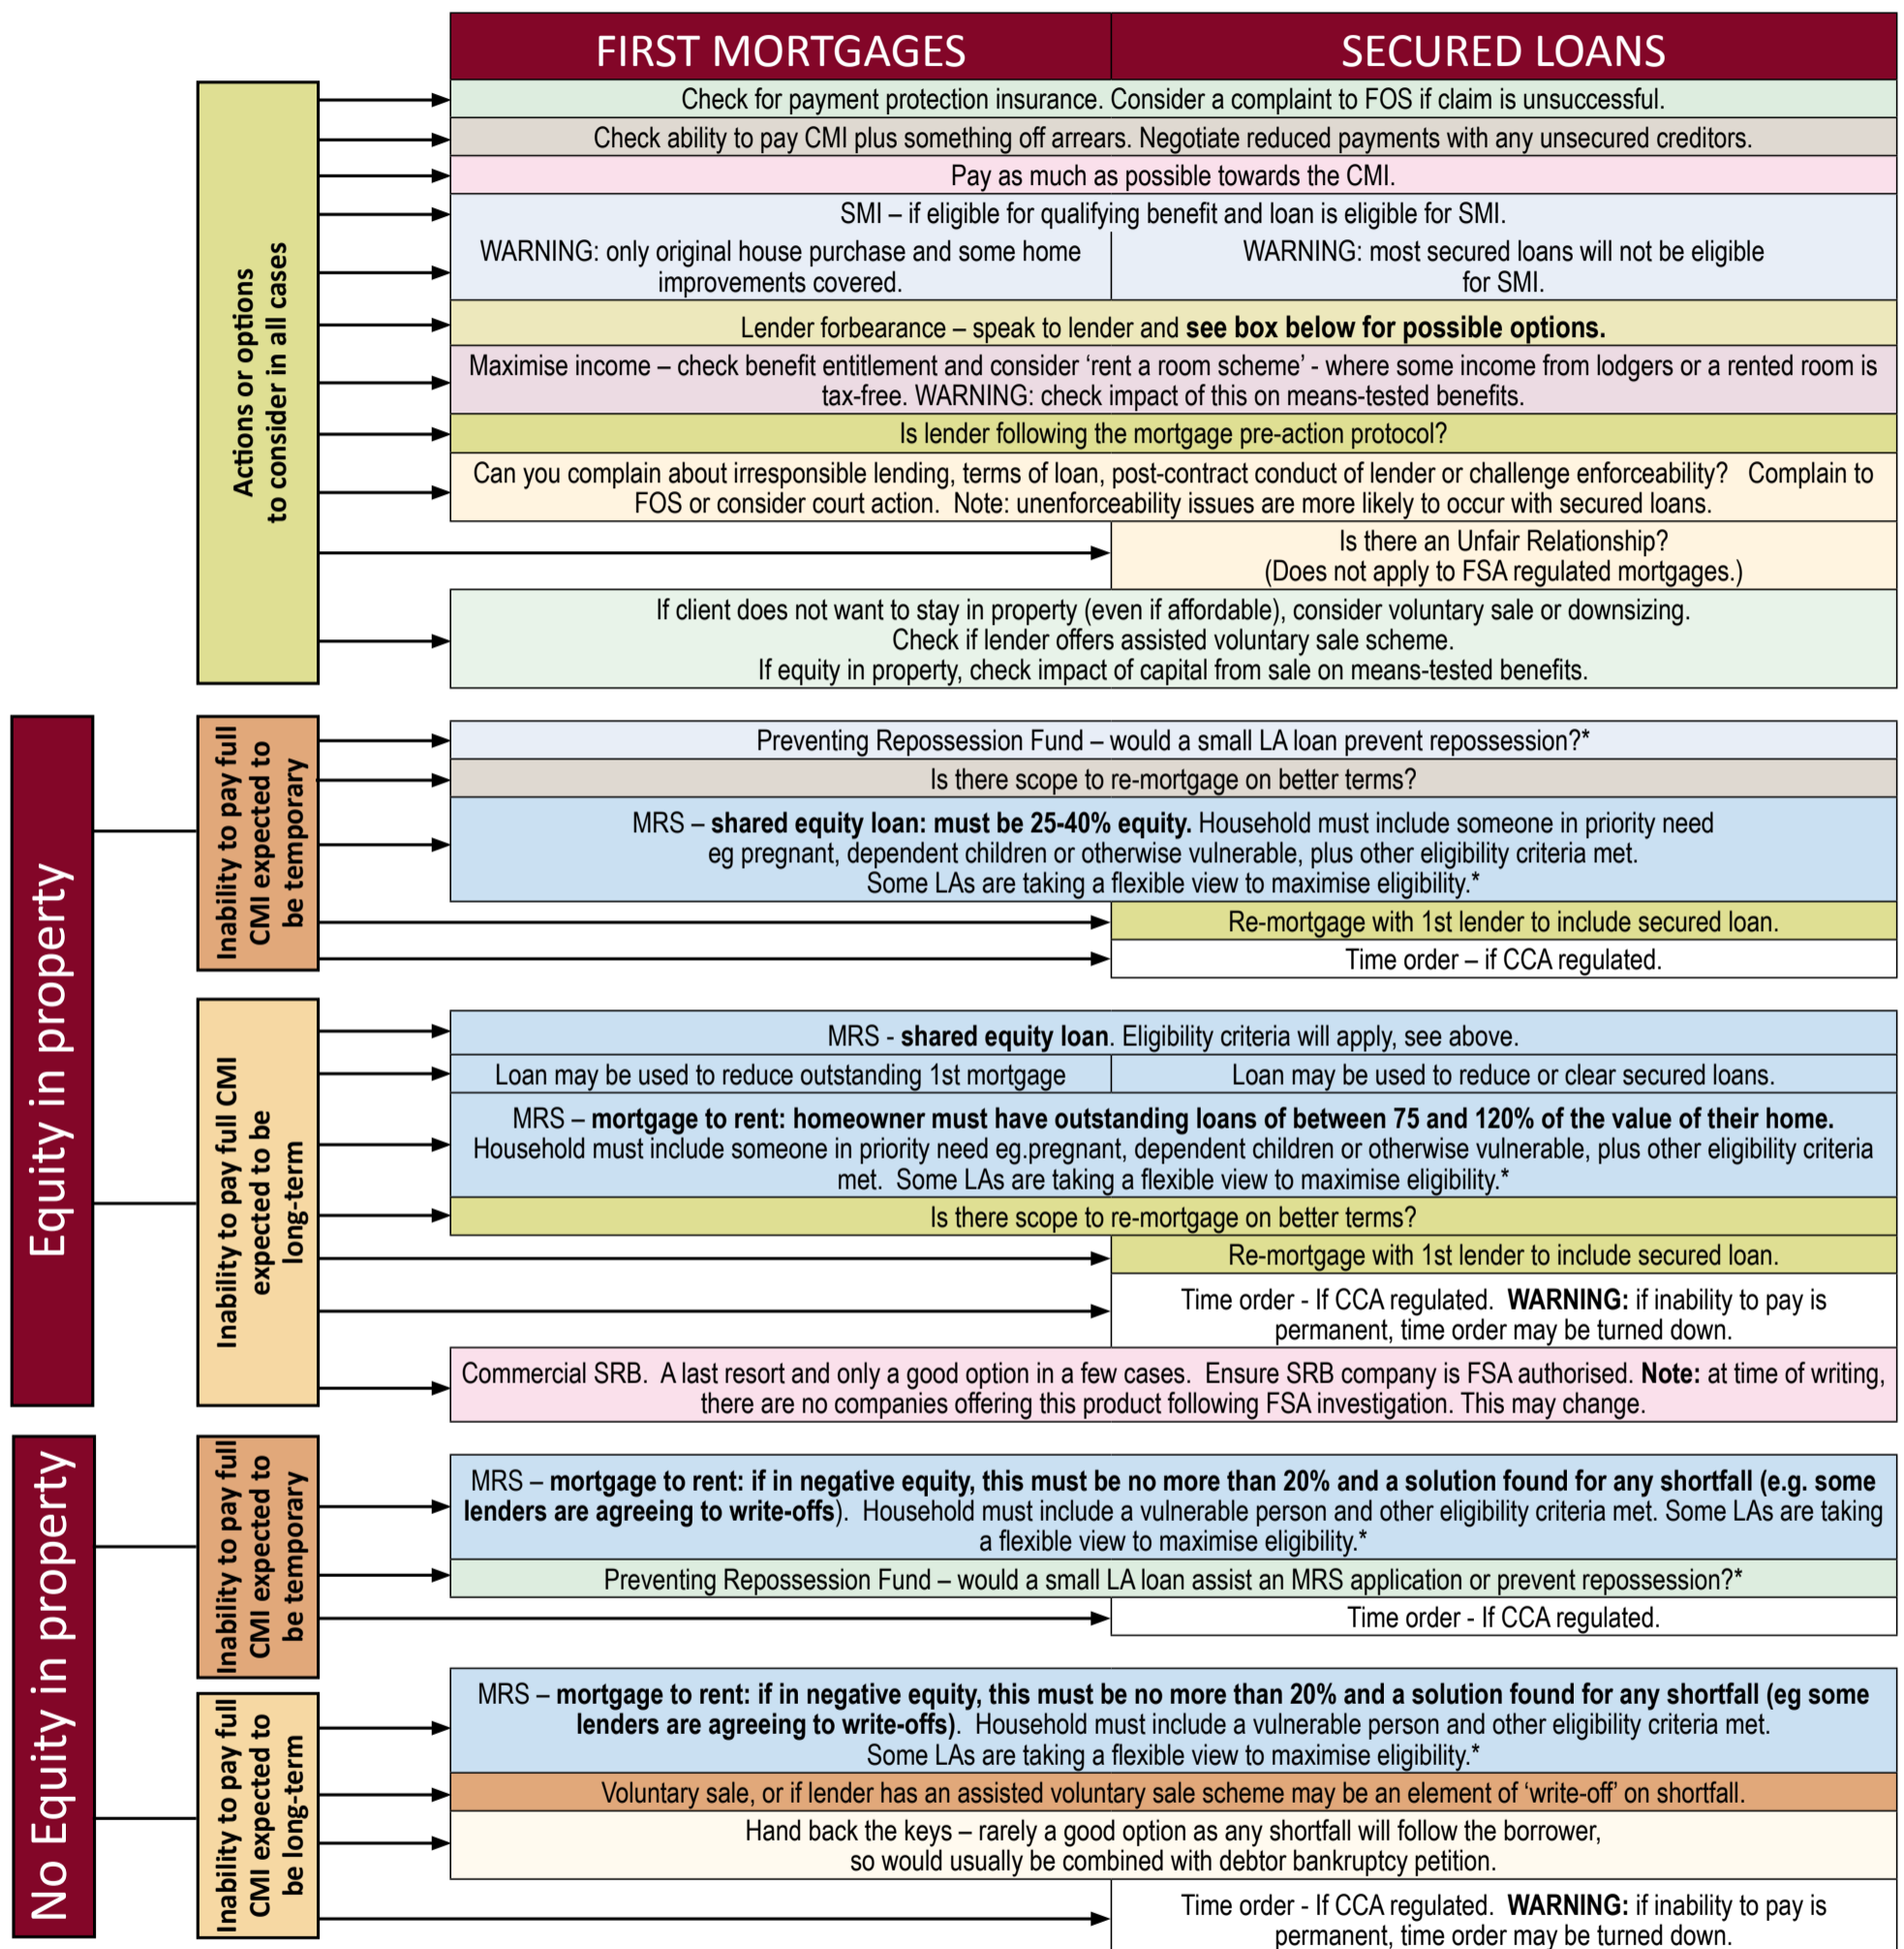 FIRST MORTGAGES
SECURED LOANS
Actions or options
to consider in all cases
Check for payment protection insurance. Consider a complaint to FOS if claim is unsuccessful.
Check ability to pay CMI plus something off arrears. Negotiate reduced payments with any unsecured creditors.
Pay as much as possible towards the CMI.
SMI – if eligible for qualifying benefit and loan is eligible for SMI.
WARNING: only original house purchase and some home
improvements covered.
WARNING: most secured loans will not be eligible
for SMI.
Lender forbearance – speak to lender and see box below for possible options.
Maximise income – check benefit entitlement and consider ‘rent a room scheme’ - where some income from lodgers or a rented room is
tax-free. WARNING: check impact of this on means-tested benefits.
Is lender following the mortgage pre-action protocol?
Can you complain about irresponsible lending, terms of loan, post-contract conduct of lender or challenge enforceability? Complain to
FOS or consider court action. Note: unenforceability issues are more likely to occur with secured loans.
Is there an Unfair Relationship?
(Does not apply to FSA regulated mortgages.)
If client does not want to stay in property (even if affordable), consider voluntary sale or downsizing.
Check if lender offers assisted voluntary sale scheme.
If equity in property, check impact of capital from sale on means-tested benefits.
Equity in property
Inability to pay full
CMI expected to
be temporary
Preventing Repossession Fund – would a small LA loan prevent repossession?*
Is there scope to re-mortgage on better terms?
MRS – shared equity loan: must be 25-40% equity. Household must include someone in priority need
eg pregnant, dependent children or otherwise vulnerable, plus other eligibility criteria met.
Some LAs are taking a flexible view to maximise eligibility.*
Re-mortgage with 1st lender to include secured loan.
Time order – if CCA regulated.
Inability to pay full CMI
expected to be
long-term
MRS - shared equity loan. Eligibility criteria will apply, see above.
Loan may be used to reduce outstanding 1st mortgage
Loan may be used to reduce or clear secured loans.
MRS – mortgage to rent: homeowner must have outstanding loans of between 75 and 120% of the value of their home.
Household must include someone in priority need eg.pregnant, dependent children or otherwise vulnerable, plus other eligibility criteria
met. Some LAs are taking a flexible view to maximise eligibility.*
Is there scope to re-mortgage on better terms?
Re-mortgage with 1st lender to include secured loan.
Time order - If CCA regulated. WARNING: if inability to pay is
permanent, time order may be turned down.
Commercial SRB. A last resort and only a good option in a few cases. Ensure SRB company is FSA authorised. Note: at time of writing,
there are no companies offering this product following FSA investigation. This may change.
No Equity in property
Inability to pay full
CMI expected to
be temporary
MRS – mortgage to rent: if in negative equity, this must be no more than 20% and a solution found for any shortfall (e.g. some
lenders are agreeing to write-offs). Household must include a vulnerable person and other eligibility criteria met. Some LAs are taking
a flexible view to maximise eligibility.*
Preventing Repossession Fund – would a small LA loan assist an MRS application or prevent repossession?*
Time order - If CCA regulated.
Inability to pay full
CMI expected to
be long-term
MRS – mortgage to rent: if in negative equity, this must be no more than 20% and a solution found for any shortfall (eg some
lenders are agreeing to write-offs). Household must include a vulnerable person and other eligibility criteria met.
Some LAs are taking a flexible view to maximise eligibility.*
Voluntary sale, or if lender has an assisted voluntary sale scheme may be an element of ‘write-off’ on shortfall.
Hand back the keys – rarely a good option as any shortfall will follow the borrower,
so would usually be combined with debtor bankruptcy petition.
Time order - If CCA regulated. WARNING: if inability to pay is
permanent, time order may be turned down.